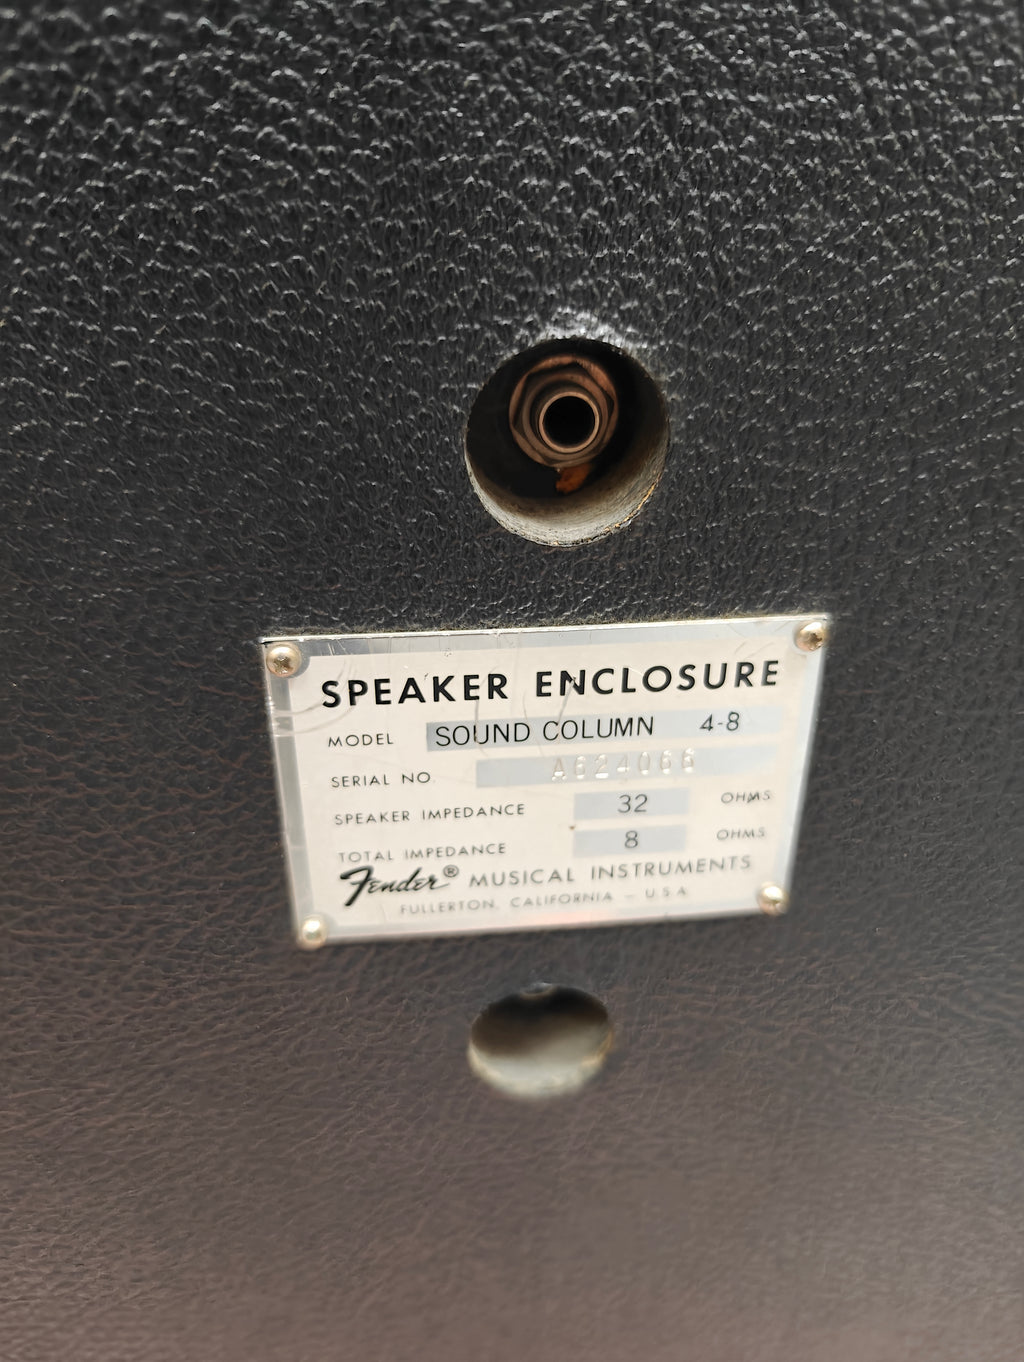 SPEAKER ENCLOSURE
MODEL SOUND COLUMN 4-8
SERIAL NO. A624066
SPEAKER IMPEDANCE 32 OHMS
TOTAL IMPEDANCE 8 OHMS
Fender® MUSICAL INSTRUMENTS
FULLERTON, CALIFORNIA - U.S.A.